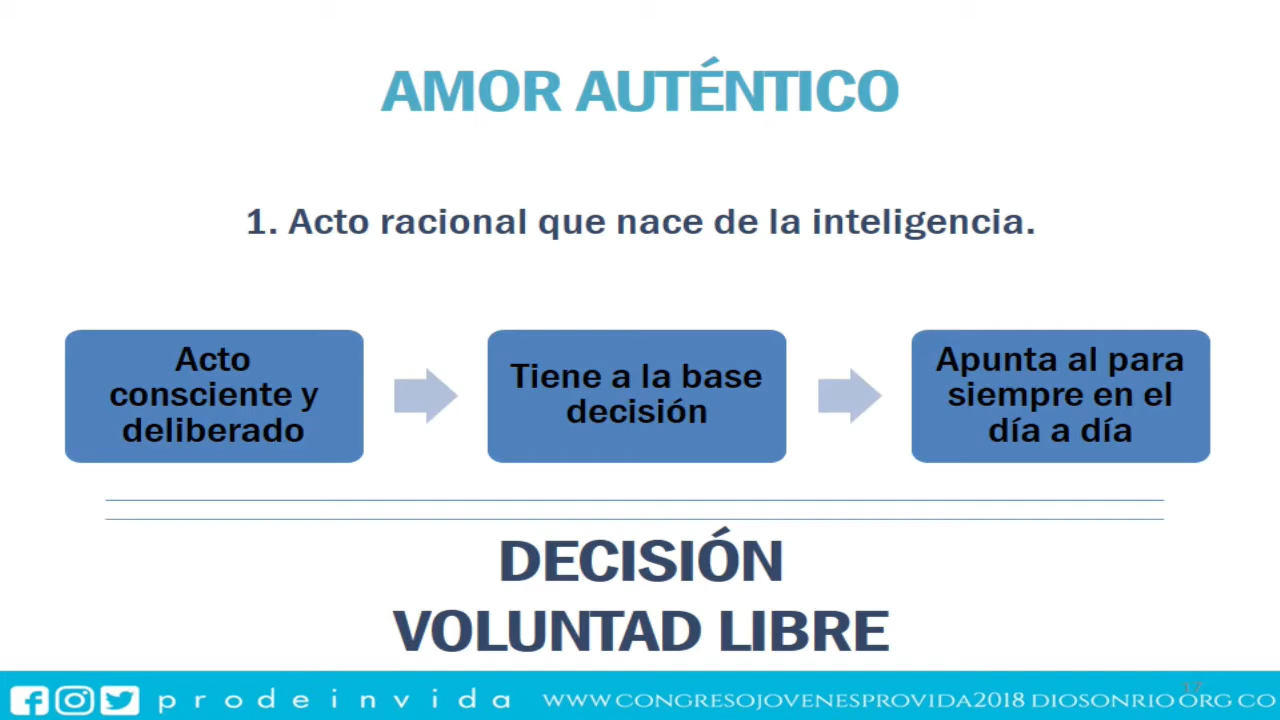 AMOR AUTÉNTICO
1. Acto racional que nace de la inteligencia.
Acto
consciente y
deliberado
Tiene a la base
decisión
Apunta al para
siempre en el
día a día
DECISIÓN
VOLUNTAD LIBRE
prodeinvida
WWW.CONGRESOJOVENESPROVIDA2018 DIOSONRIO ORG CO
17